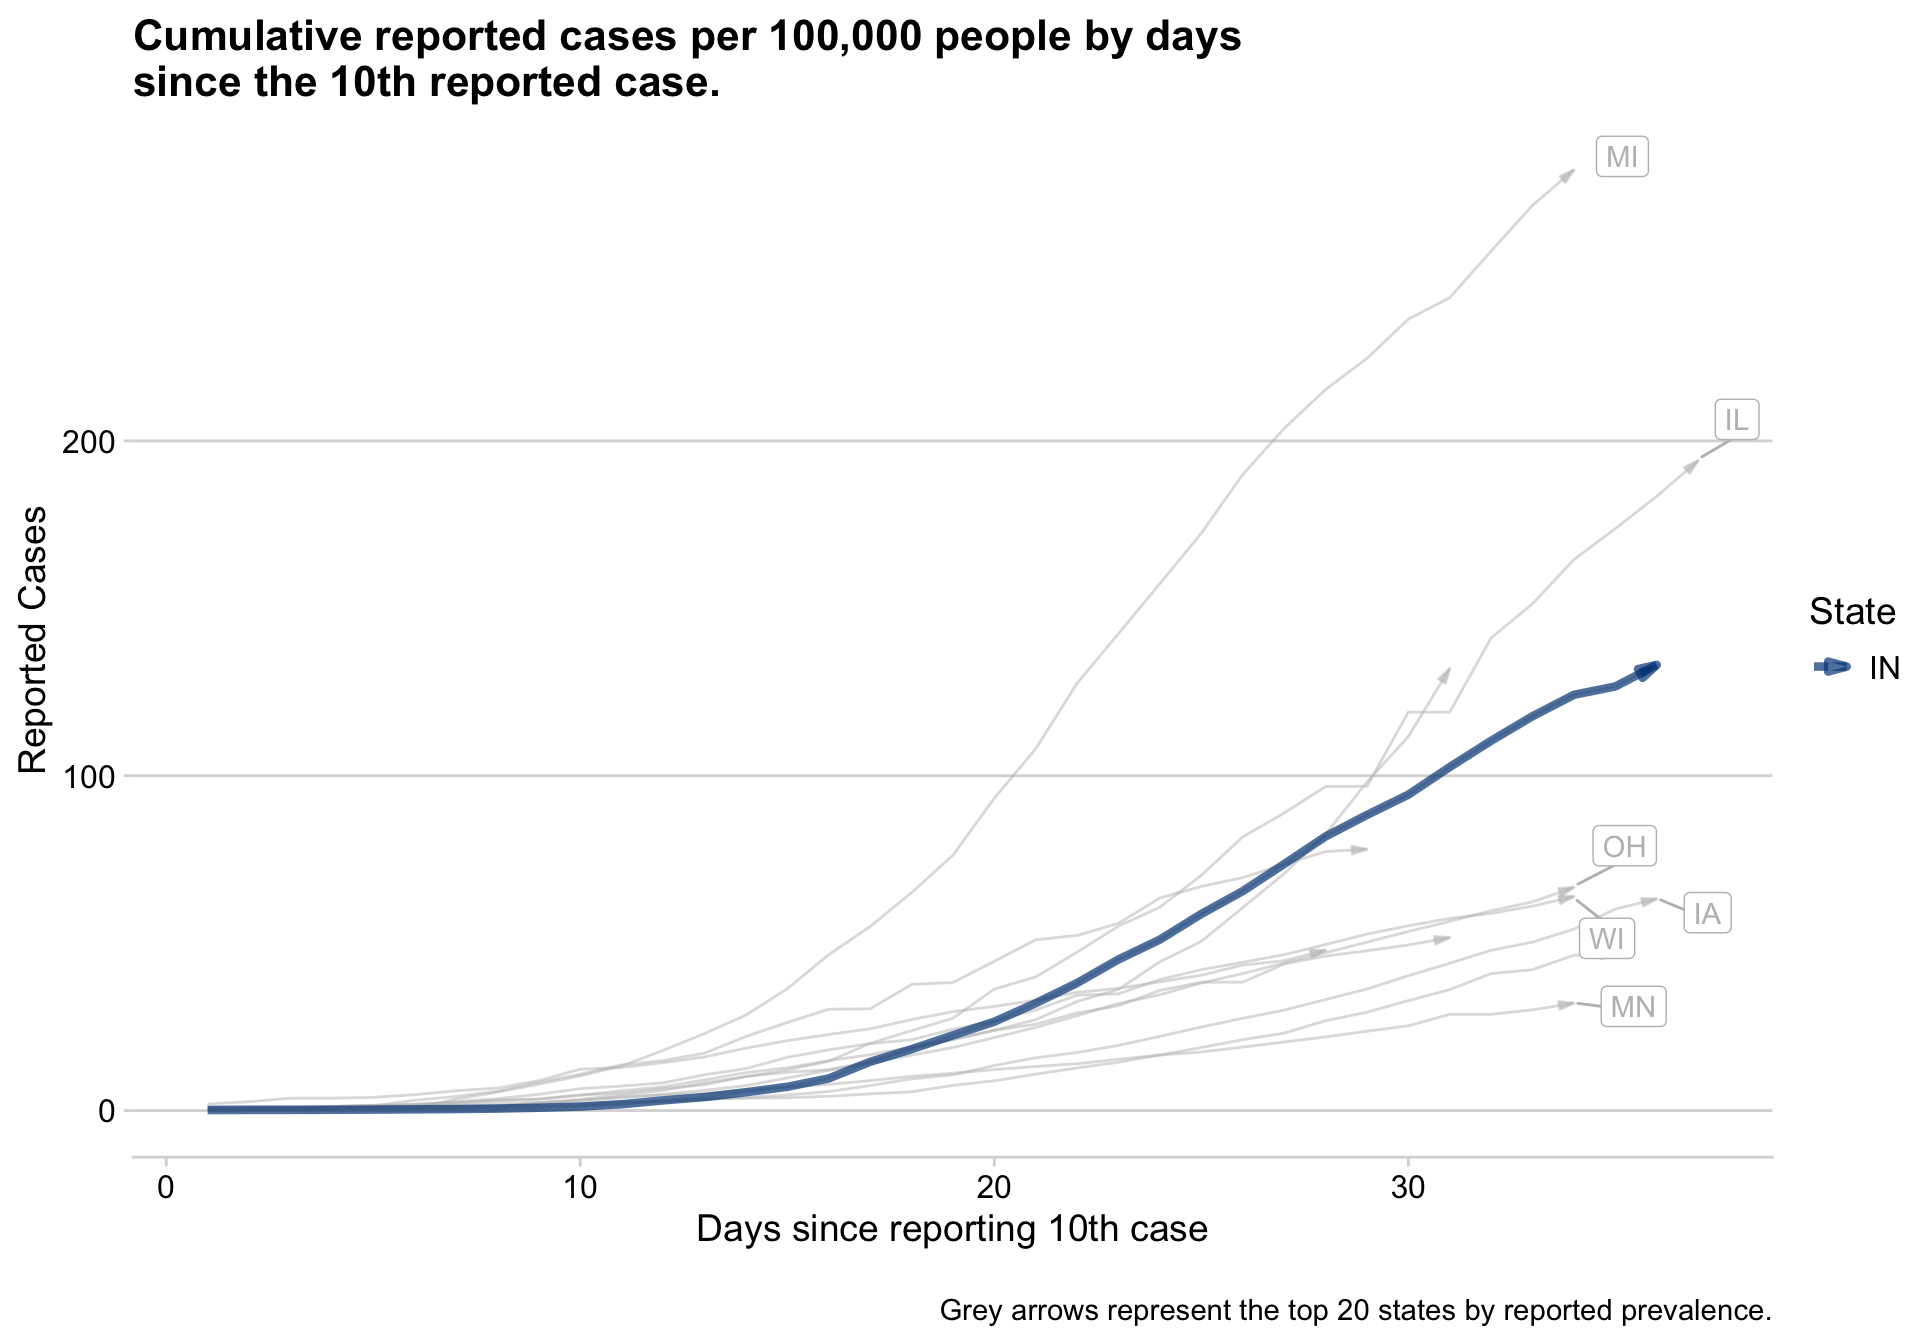 Cumulative reported cases per 100,000 people by days
since the 10th reported case.
MI
IL
200
Reported Cases
State
IN
100
OH
IA
WI
MN
0
0 10 20 30
Days since reporting 10th case
Grey arrows represent the top 20 states by reported prevalence.